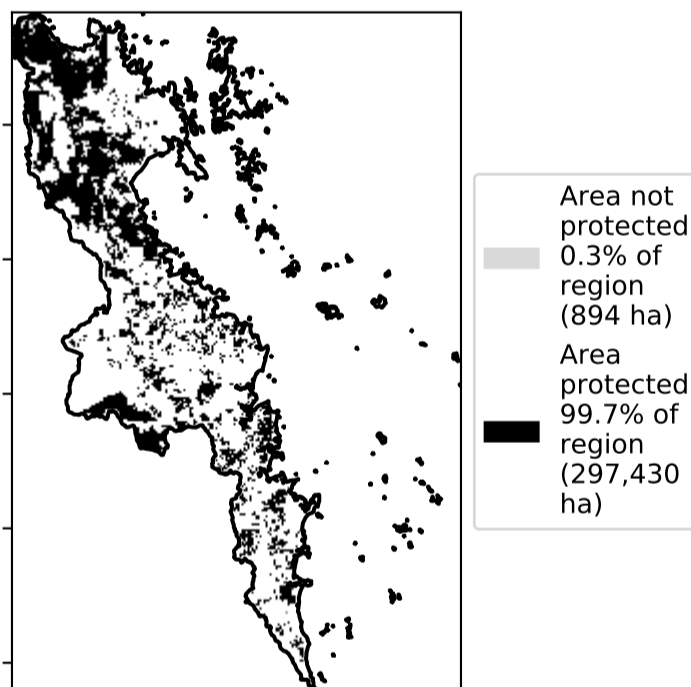 Area not
protected
0.3% of
region
(894 ha)
Area
protected
99.7% of
region
(297,430
ha)